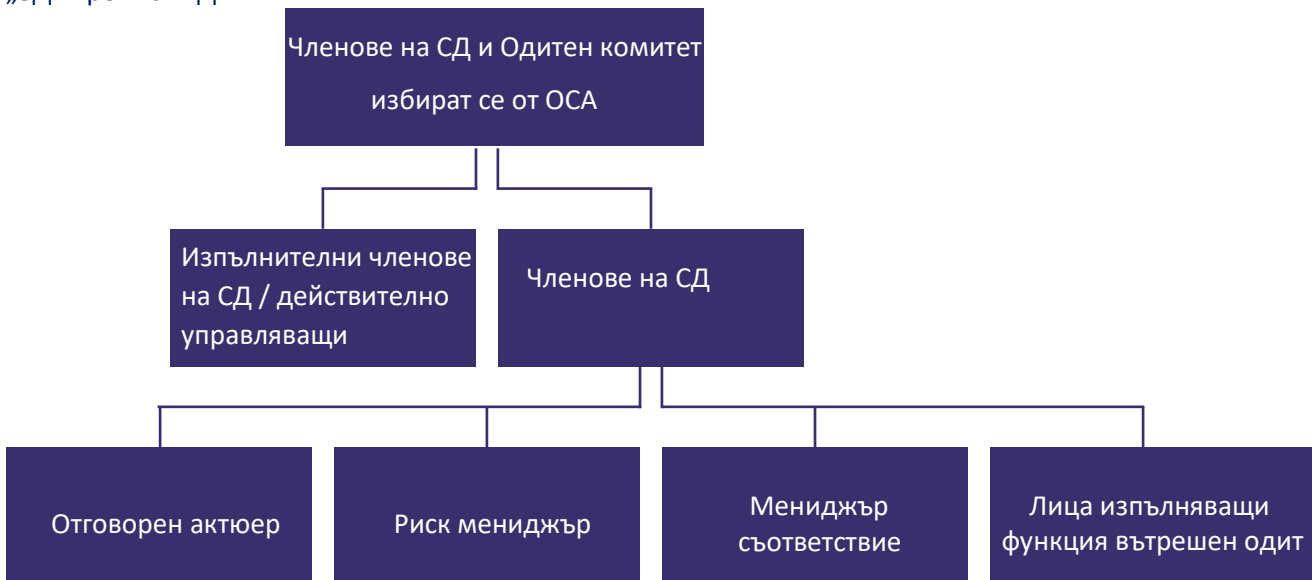 Членове на СД и Одитен комитет
избират се от ОСА
Изпълнителни членове
на СД / действително
управляващи
Членове на СД
Отговорен актюер
Риск мениджър
Мениджър
съответствие
Лица изпълняващи
функция вътрешен одит